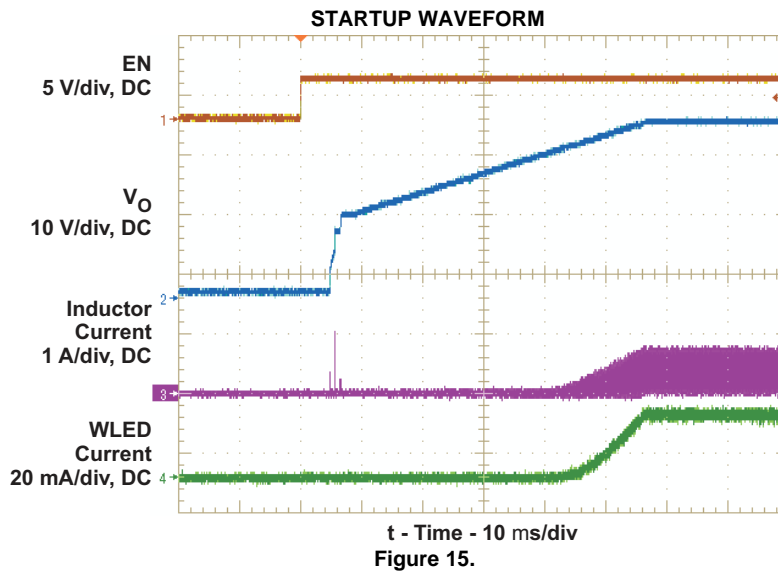 STARTUP WAVEFORM
EN
5 V/div, DC
1
VO
10 V/div, DC
2
Inductor
Current
1 A/div, DC
3
WLED
Current
20 mA/div, DC
4
t - Time - 10 ms/div
Figure 15.